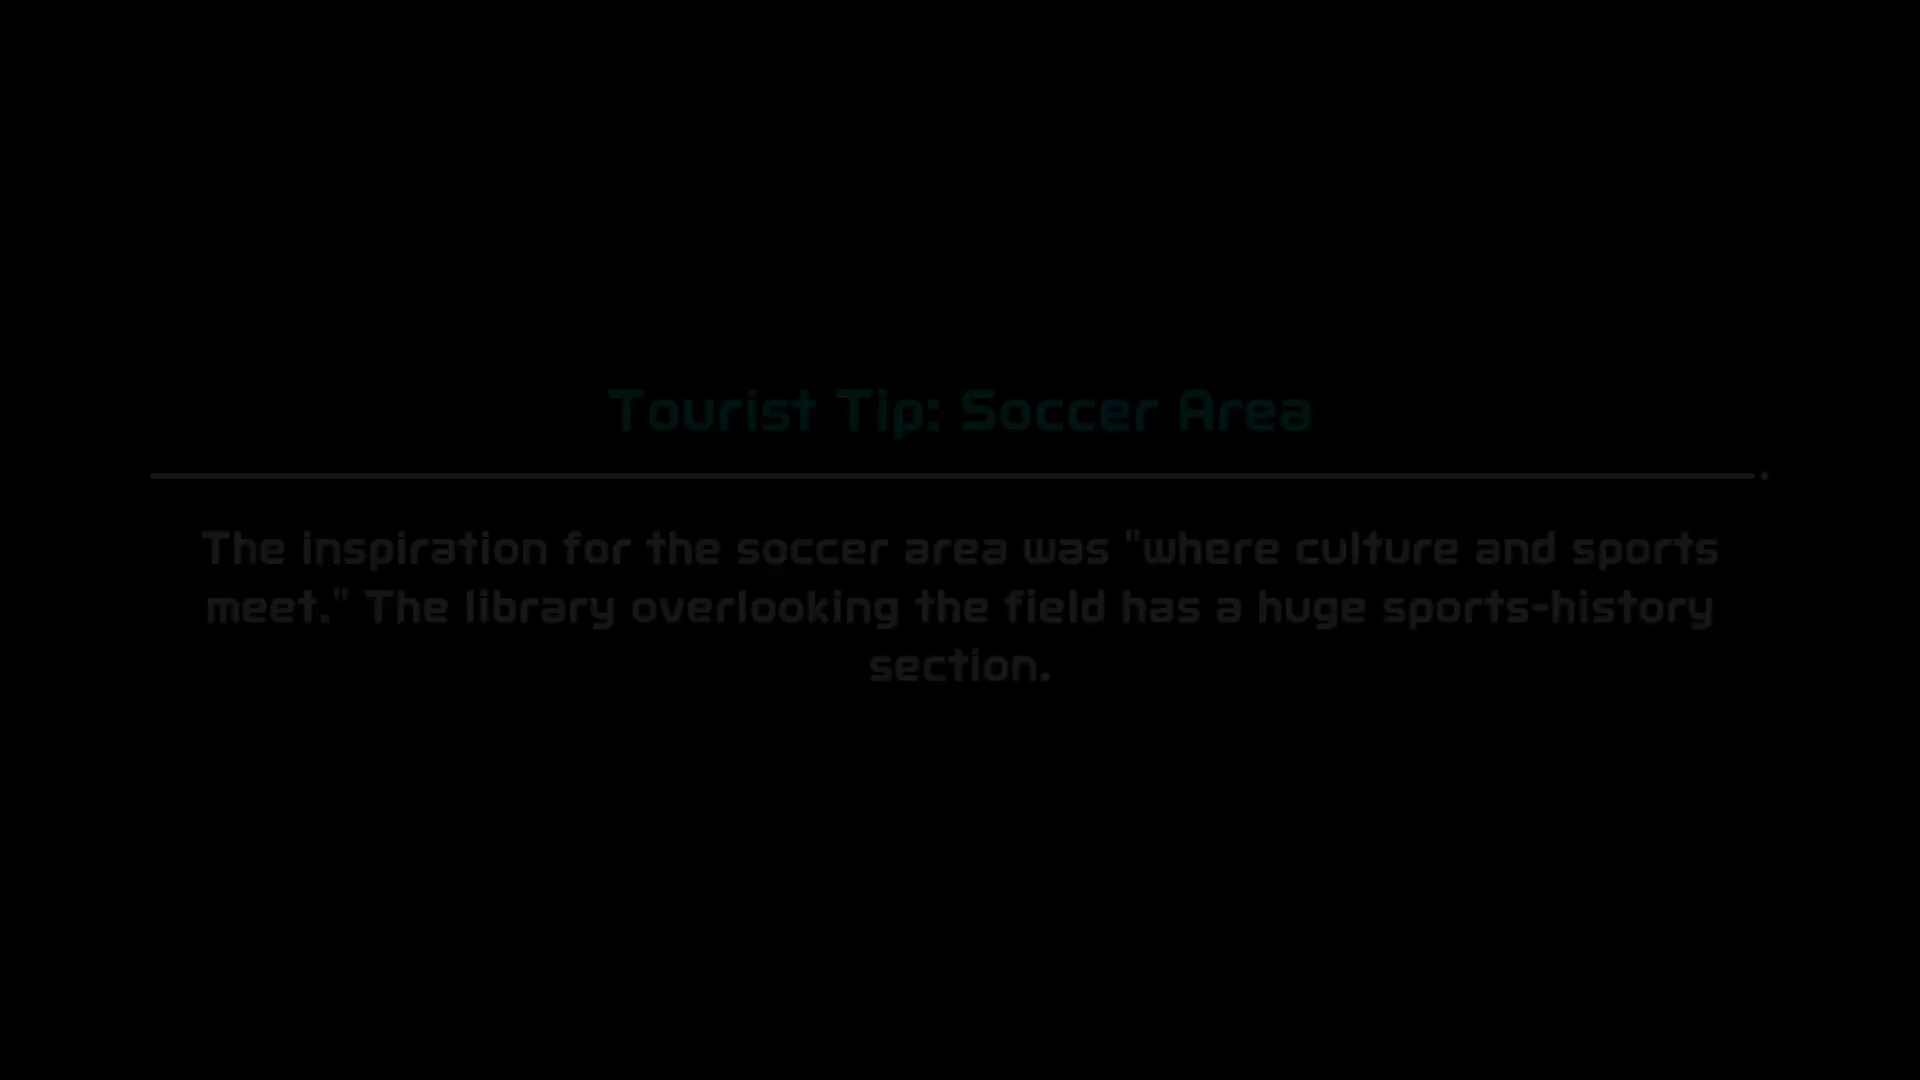 Tourist Tip: Soccer Area
The inspiration for the soccer area was "where culture and sports
meet." The library overlooking the field has a huge sports-history
section.